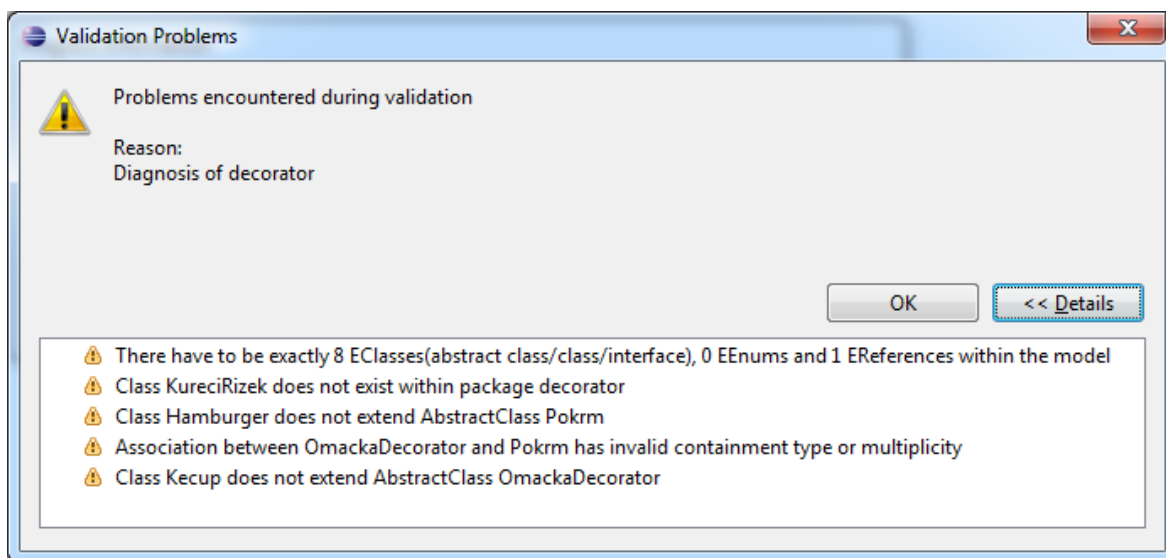 Validation Problems
Problems encountered during validation
Reason:
Diagnosis of decorator
OK
<< Details
There have to be exactly 8 EClasses(abstract class/class/interface), 0 EEnums and 1 EReferences within the model
Class KureciRizek does not exist within package decorator
Class Hamburger does not extend AbstractClass Pokrm
Association between OmackaDecorator and Pokrm has invalid containment type or multiplicity
Class Kecup does not extend AbstractClass OmackaDecorator